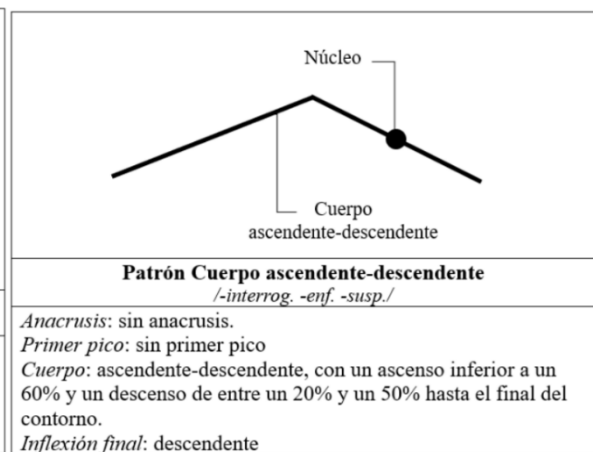 Núcleo
Cuerpo
ascendente-descendente
Patrón Cuerpo ascendente-descendente
/-interrog. -enf. -susp./
Anacrusis: sin anacrusis.
Primer pico: sin primer pico
Cuerpo: ascendente-descendente, con un ascenso inferior a un
60% y un descenso de entre un 20% y un 50% hasta el final del
contorno.
Inflexión final: descendente